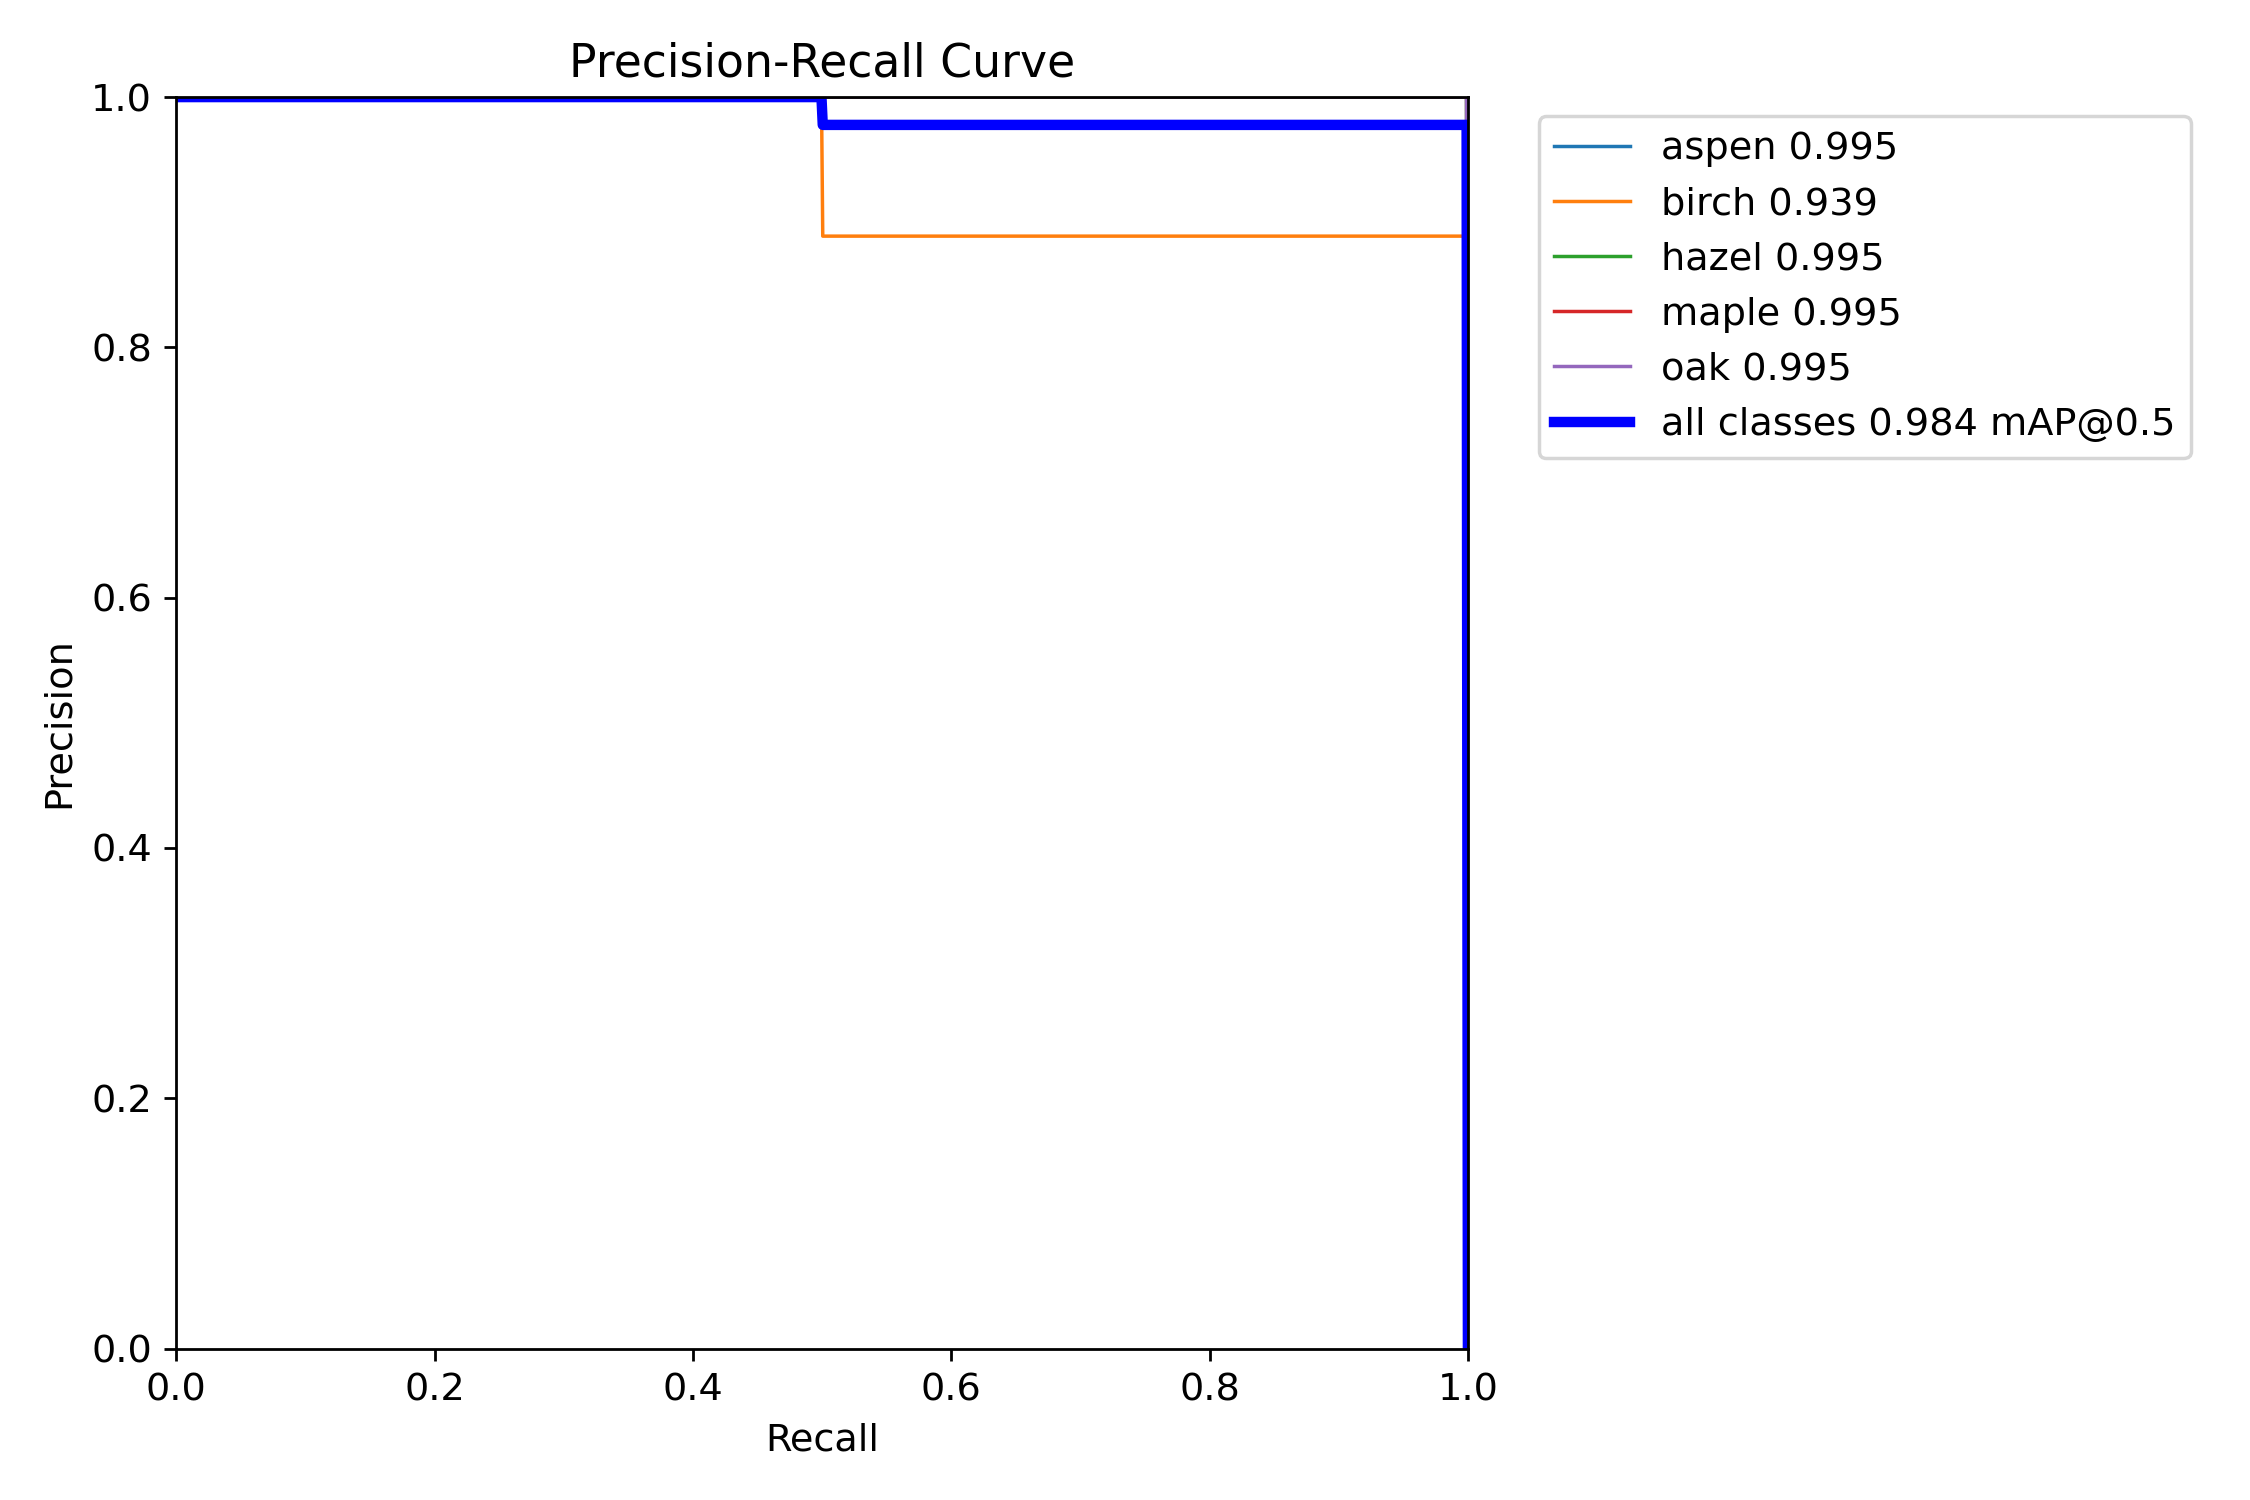 Precision-Recall Curve
1.0
0.8
0.6
0.4
0.2
0.0
Precision
0.0 0.2 0.4 0.6 0.8 1.0
Recall
aspen 0.995
birch 0.939
hazel 0.995
maple 0.995
oak 0.995
all classes 0.984 mAP@0.5